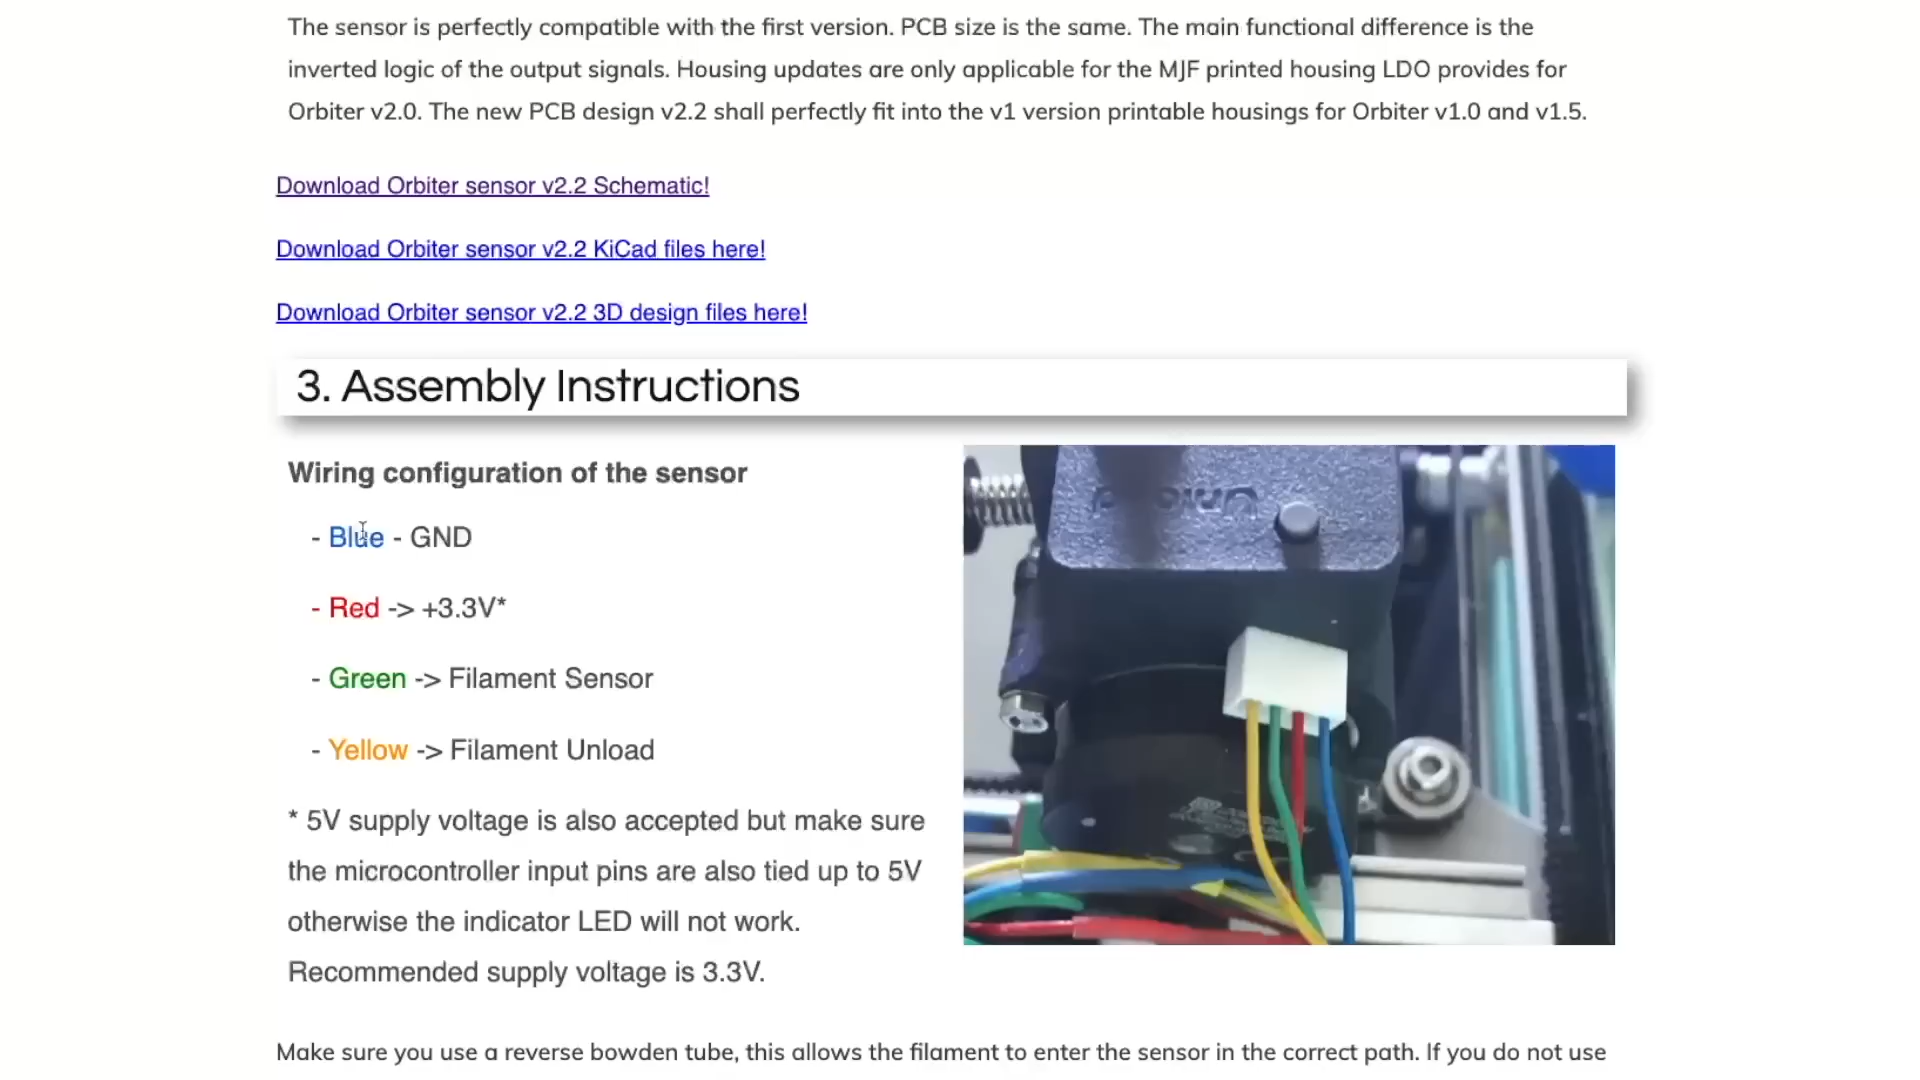 The sensor is perfectly compatible with the first version. PCB size is the same. The main functional difference is the
inverted logic of the output signals. Housing updates are only applicable for the MJF printed housing LDO provides for
Orbiter v2.0. The new PCB design v2.2 shall perfectly fit into the v1 version printable housings for Orbiter v1.0 and v1.5.
Download Orbiter sensor v2.2 Schematic!
Download Orbiter sensor v2.2 KiCad files here!
Download Orbiter sensor v2.2 3D design files here!
3. Assembly Instructions
Wiring configuration of the sensor
- Blue - GND
- Red -> +3.3V*
- Green -> Filament Sensor
- Yellow -> Filament Unload
* 5V supply voltage is also accepted but make sure
the microcontroller input pins are also tied up to 5V
otherwise the indicator LED will not work.
Recommended supply voltage is 3.3V.
Make sure you use a reverse bowden tube, this allows the filament to enter the sensor in the correct path. If you do not use